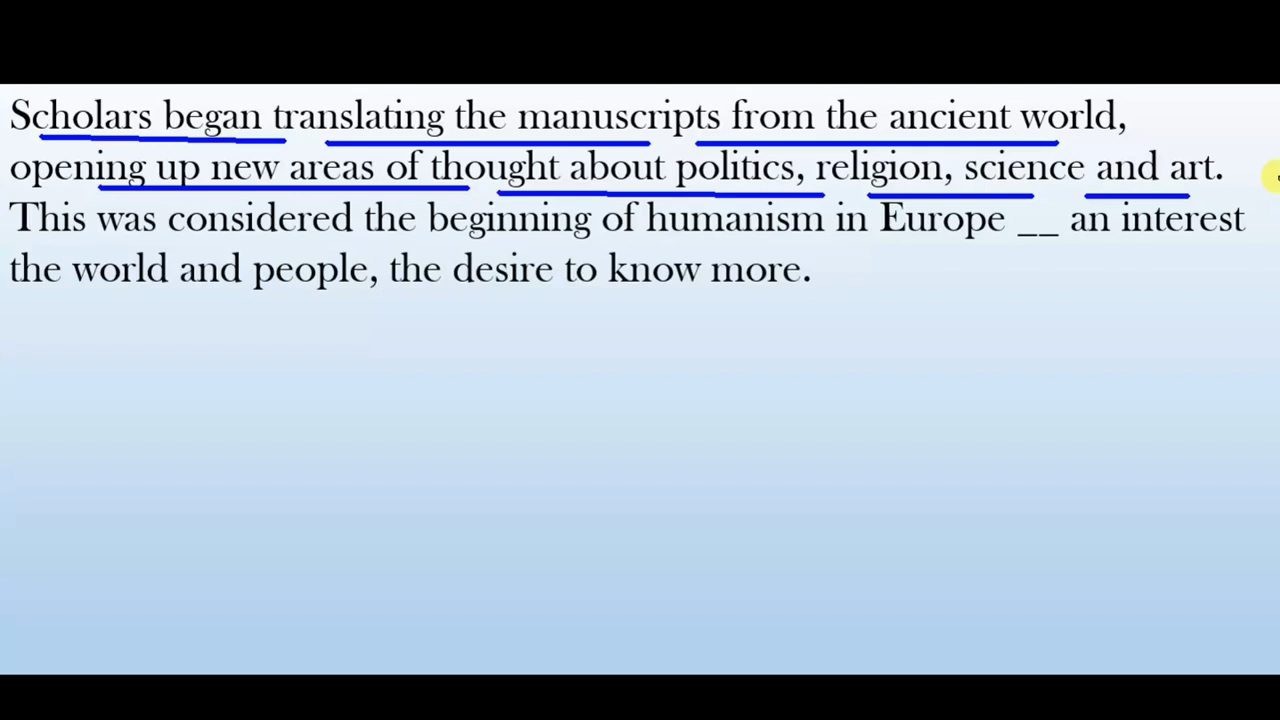 Scholars began translating the manuscripts from the ancient world,
opening up new areas of thought about politics, religion, science and art.
This was considered the beginning of humanism in Europe __ an interest
the world and people, the desire to know more.